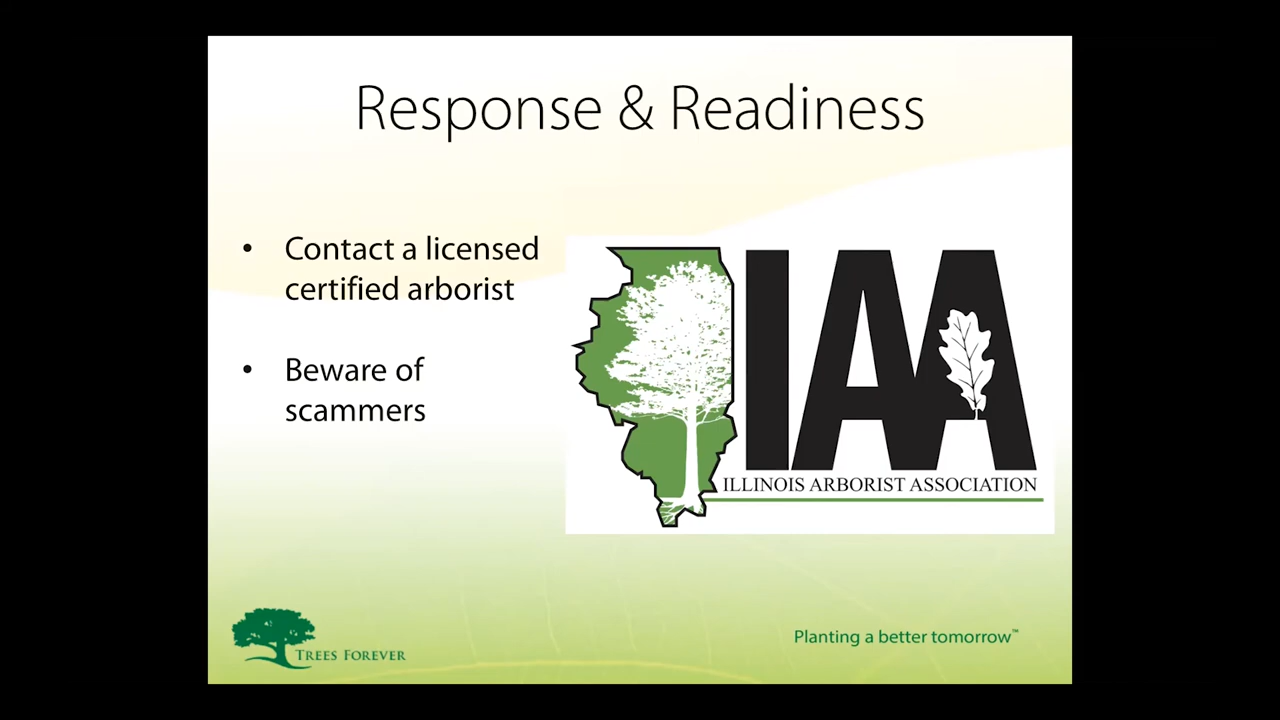 Response & Readiness
• Contact a licensed
certified arborist
• Beware of
scammers
IAA
ILLINOIS ARBORIST ASSOCIATION
TREES FOREVER
Planting a better tomorrow™